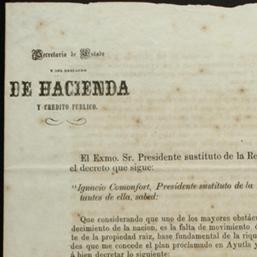 Secretaria de Estado
Y DEL DESPACHO
DE HACIENDA
Y CREDITO PUBLICO.
El Exmo. Sr. Presidente sustituto de la Re
el decreto que sigue:
"Ignacio Comonfort, Presidente sustituto de la
tantes de ella, sabed:
Que considerando que uno de los mayores obstác
decimiento de la nacion, es la falta de movimiento
te de la propiedad raiz, base fundamental de la riqu
des que me concede el plan proclamado en Ayutla y
á bien decretar lo siguiente: